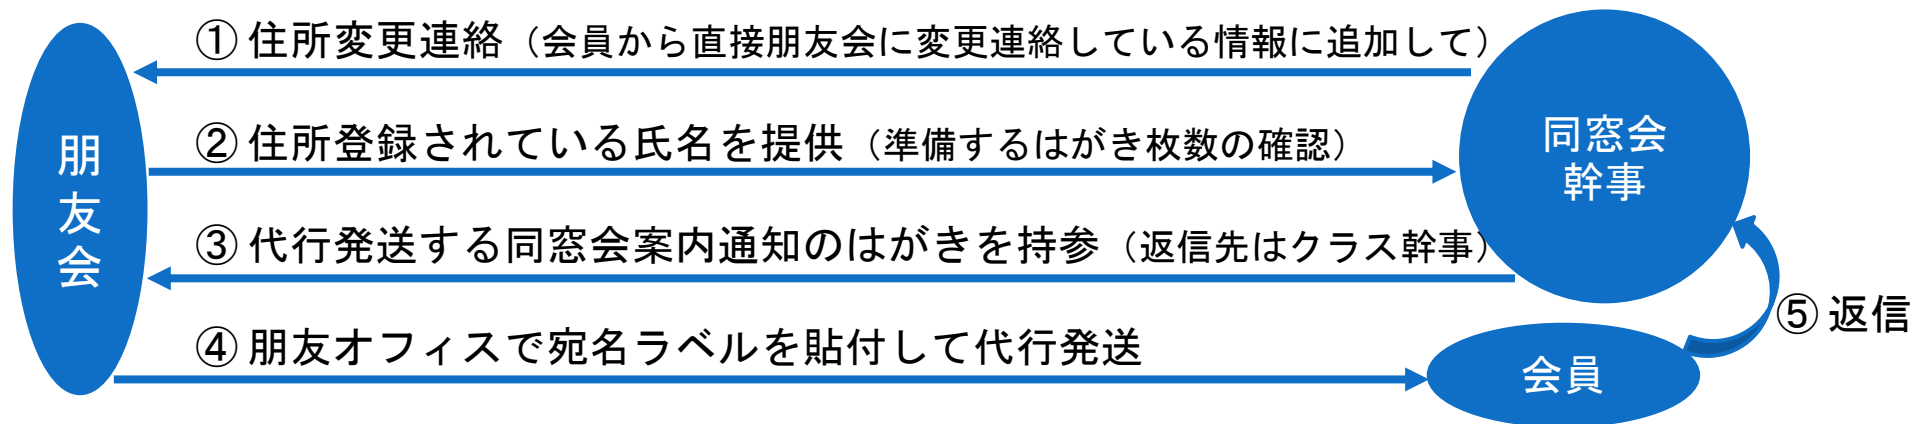 ① 住所変更連絡（会員から直接朋友会に変更連絡している情報に追加して）
② 住所登録されている氏名を提供（準備するはがき枚数の確認）
③ 代行発送する同窓会案内通知のはがきを持参（返信先はクラス幹事）
④ 朋友オフィスで宛名ラベルを貼付して代行発送
朋友会
同窓会
幹事
会員
⑤ 返信